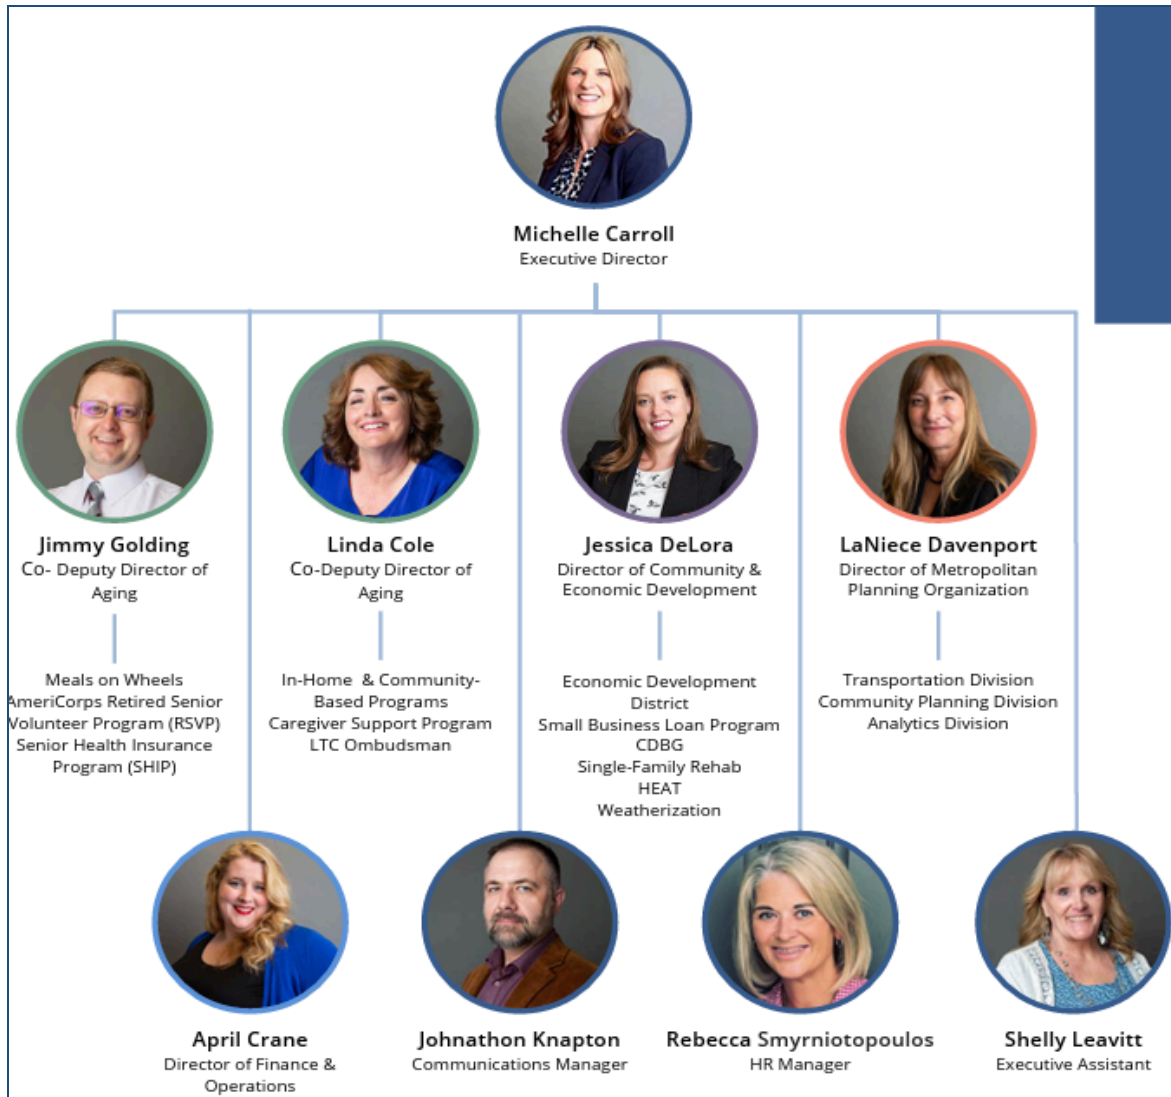 Michelle Carroll
Executive Director
Jimmy Golding
Co- Deputy Director of
Aging
Linda Cole
Co-Deputy Director of
Aging
Jessica DeLora
Director of Community &
Economic Development
LaNiece Davenport
Director of Metropolitan
Planning Organization
Meals on Wheels
AmeriCorps Retired Senior
Volunteer Program (RSVP)
Senior Health Insurance
Program (SHIP)
In-Home & Community-
Based Programs
Caregiver Support Program
LTC Ombudsman
Economic Development
District
Small Business Loan Program
CDBG
Single-Family Rehab
HEAT
Weatherization
Transportation Division
Community Planning Division
Analytics Division
April Crane
Director of Finance &
Operations
Johnathon Knapton
Communications Manager
Rebecca Smyrniotopoulos
HR Manager
Shelly Leavitt
Executive Assistant